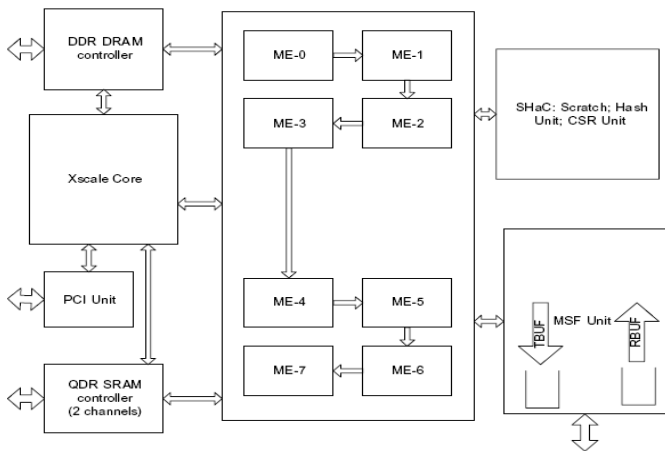 DDR DRAM
controller
ME-0
ME-1
SHaC: Scratch; Hash
Unit; CSR Unit
ME-3
ME-2
Xscale Core
PCI Unit
ME-4
ME-5
TBUF
MSF Unit
RBUF
QDR SRAM
controller
(2 channels)
ME-7
ME-6